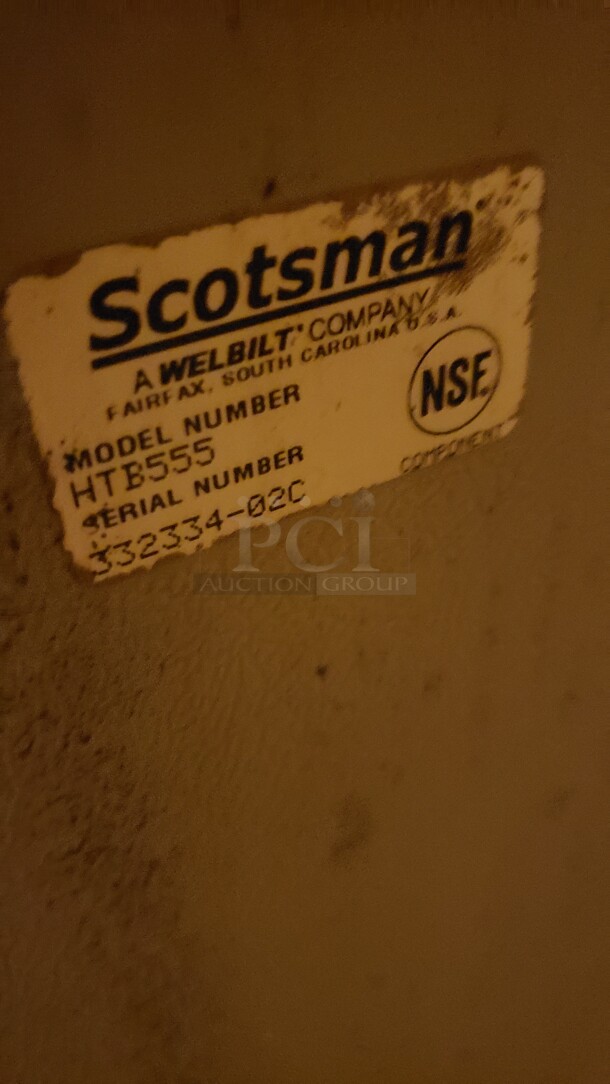 Scotsman
A WELBILT COMPANY
FAIRFAX, SOUTH CAROLINA U.S.A.
MODEL NUMBER
HTB555
SERIAL NUMBER
332334-02C
NSF
COMPONENT
PCI
AUCTION GROUP